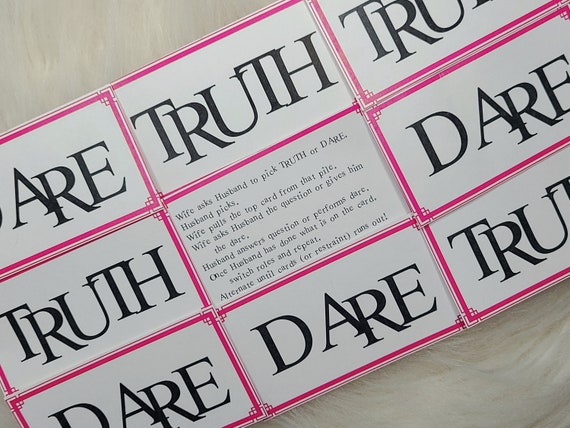 TRUTH
TRUTH
DARE
DARE
Wife asks Husband to pick TRUTH or DARE.
Husband picks.
Wife pulls the top card from that pile.
Wife asks Husband the question or gives him
the dare.
Husband answers question or performs dare.
Once Husband has done what is on the card,
switch roles and repeat.
Alternate until cards (or restraint) runs out!
TRUTH
TRUTH
DARE
DARE